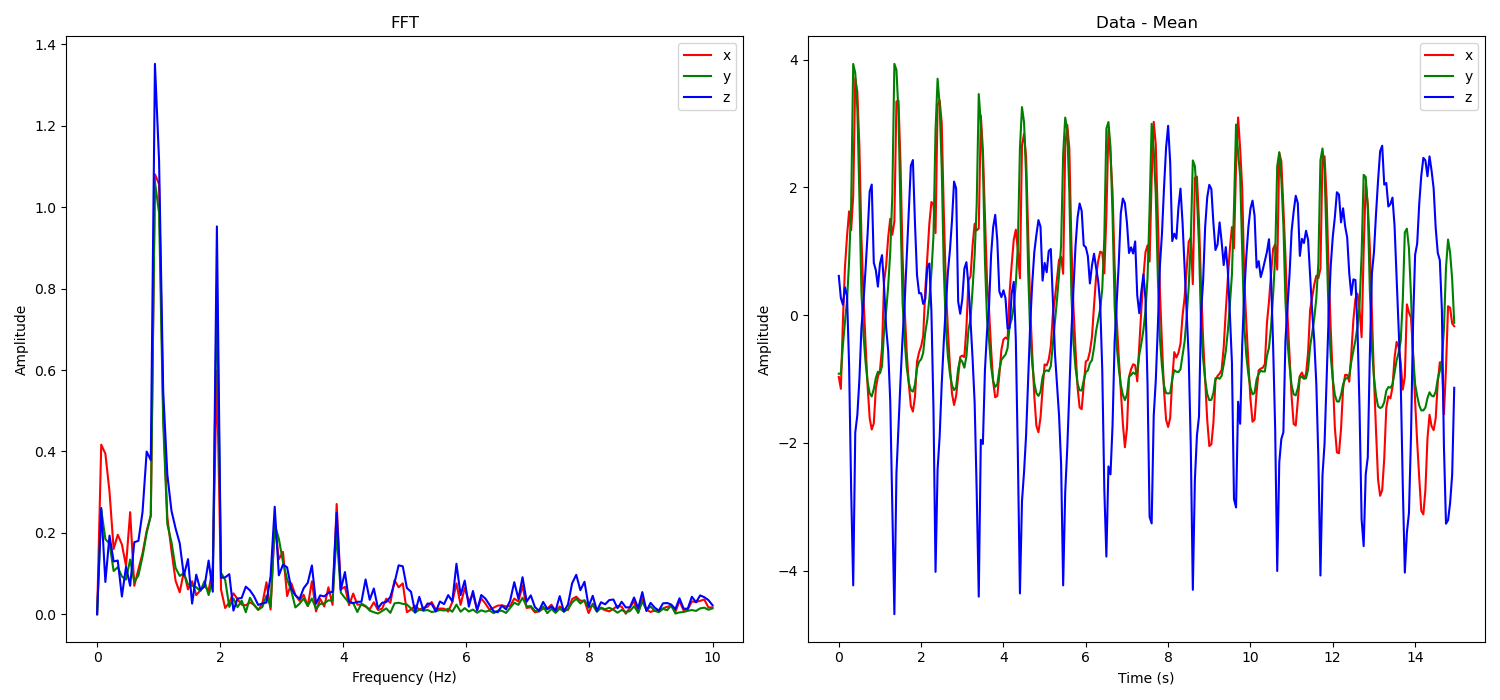 FFT
Data - Mean
1.4
1.2
1.0
0.8
0.6
0.4
0.2
0.0
Amplitude
0 2 4 6 8 10
Frequency (Hz)
x
y
z
4
2
0
−2
−4
Amplitude
0 2 4 6 8 10 12 14
Time (s)
x
y
z